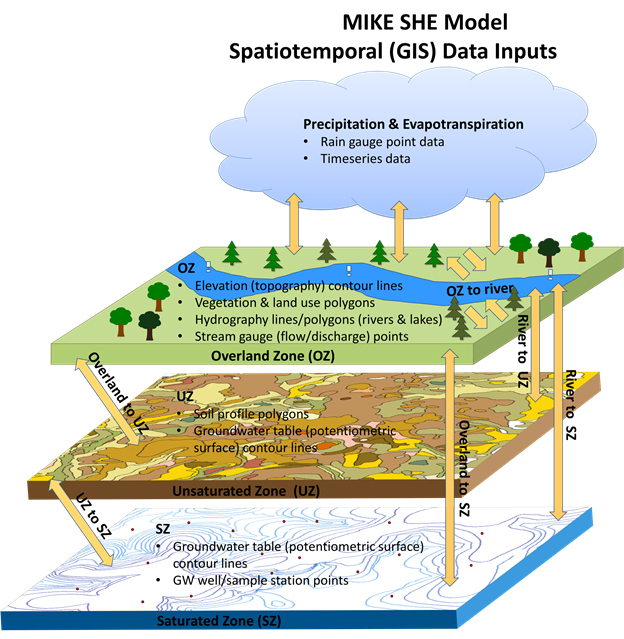 MIKE SHE Model
Spatiotemporal (GIS) Data Inputs
Precipitation & Evapotranspiration
• Rain gauge point data
• Timeseries data
OZ
OZ to river
• Elevation (topography) contour lines
• Vegetation & land use polygons
• Hydrography lines/polygons (rivers & lakes)
• Stream gauge (flow/discharge) points
Overland Zone (OZ)
Overland to UZ
River to UZ
River to SZ
UZ
• Soil profile polygons
• Groundwater table (potentiometric
surface) contour lines
Overland to SZ
Unsaturated Zone (UZ)
UZ to SZ
SZ
• Groundwater table (potentiometric surface)
contour lines
• GW well/sample station points
Saturated Zone (SZ)